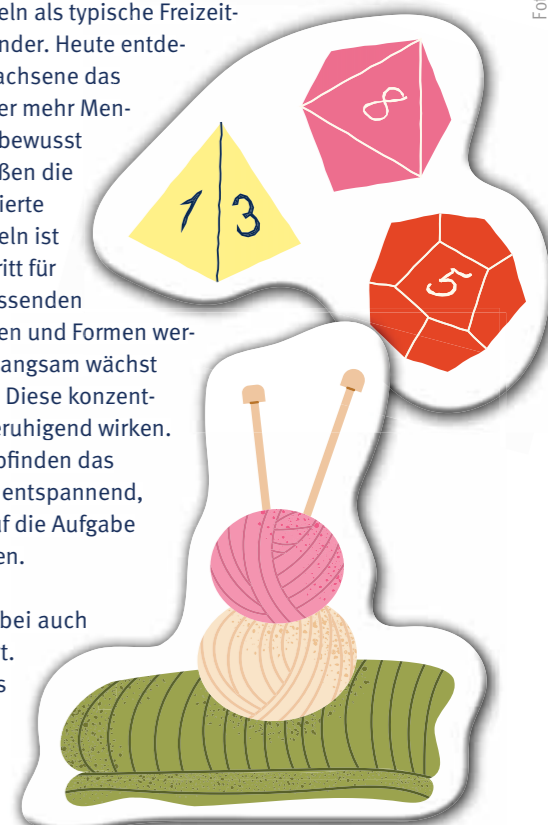 eln als typische Freizeit-
nder. Heute entde-
achsene das
er mehr Men-
bewusst
ßen die
ierte
eln ist
ritt für
ssenden
en und Formen wer-
angsam wächst
Diese konzent-
eruhigend wirken.
pfinden das
entspannend,
uf die Aufgabe
en.
bei auch
t.
s
8
1 3
5
Fot